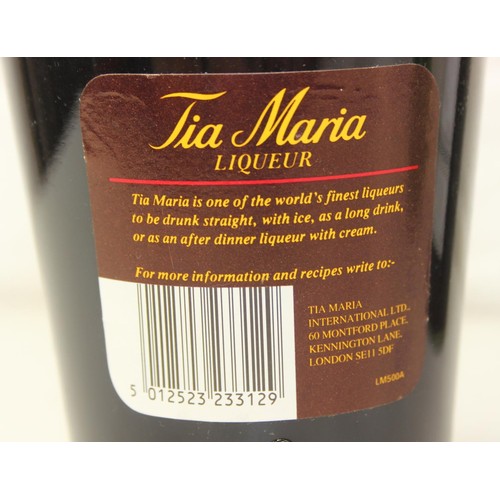 Tia Maria
LIQUEUR
Tia Maria is one of the world's finest liqueurs
to be drunk straight, with ice, as a long drink,
or as an after dinner liqueur with cream.
For more information and recipes write to:-
TIA MARIA
INTERNATIONAL LTD.,
60 MONTFORD PLACE,
KENNINGTON LANE,
LONDON SE11 5DF
LM500A
5 012523 233129